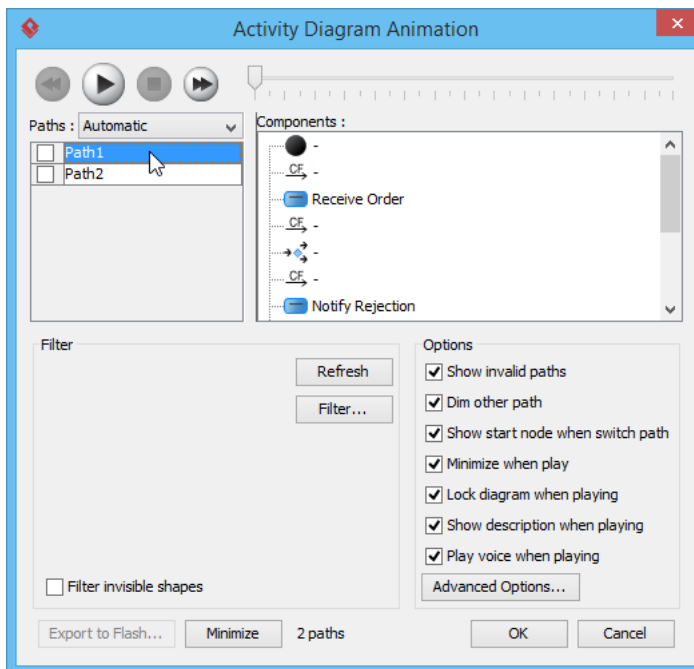 Activity Diagram Animation
Paths : Automatic
Path1
Path2
Components :
-
CF -
Receive Order
CF -
-
CF -
Notify Rejection
Filter
Refresh
Filter...
Filter invisible shapes
Options
Show invalid paths
Dim other path
Show start node when switch path
Minimize when play
Lock diagram when playing
Show description when playing
Play voice when playing
Advanced Options...
Export to Flash... Minimize 2 paths OK Cancel